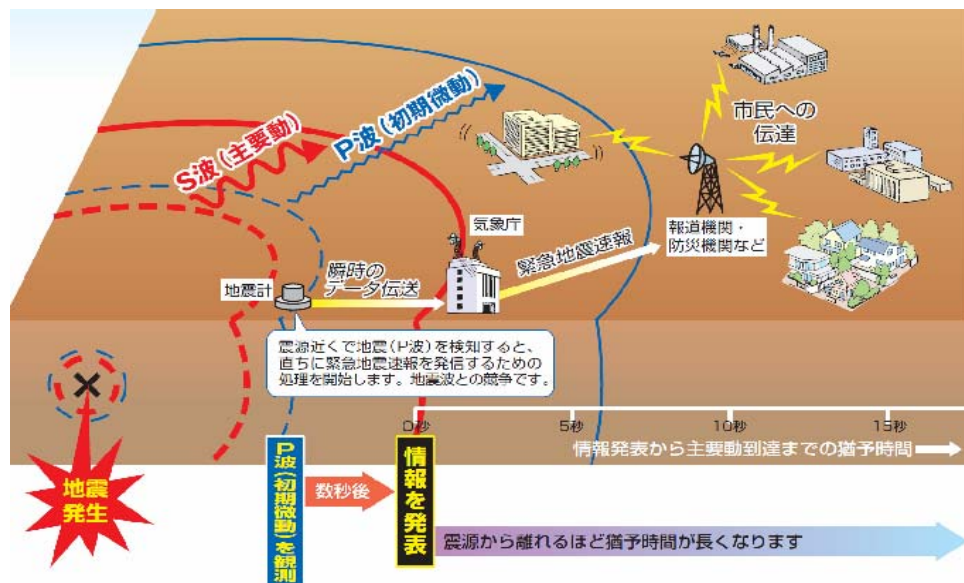 S波(主要動)
P波(初期微動)
市民への
伝達
気象庁
報道機関・
防災機関など
緊急地震速報
地震計
瞬時の
データ伝送
震源近くで地震(P波)を検知すると、
直ちに緊急地震速報を発信するための
処理を開始します。地震波との競争です。
0秒
5秒
10秒
15秒
情報発表から主要動到達までの猶予時間
地震
発生
P波(初期微動)を観測
数秒後
情報を発表
震源から離れるほど猶予時間が長くなります